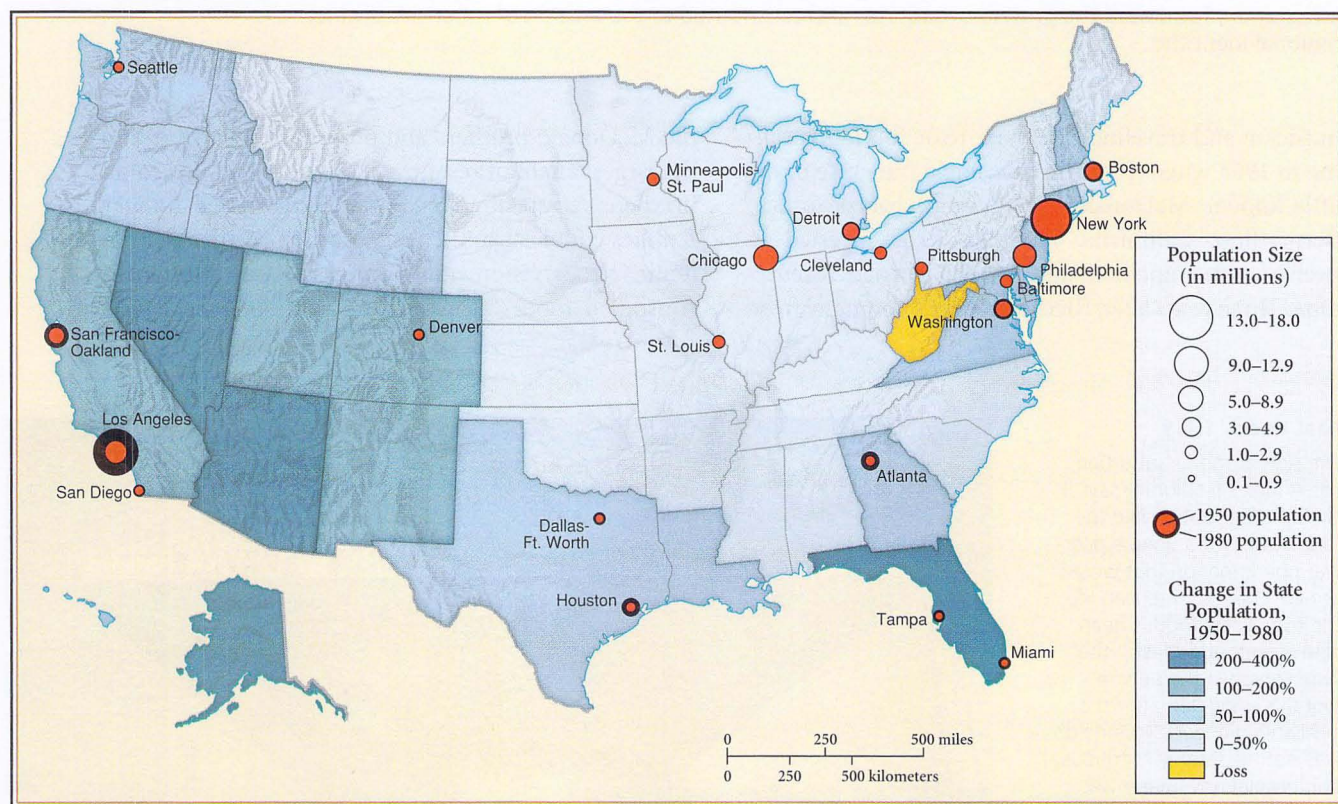 Seattle
Minneapolis-
St. Paul
Boston
Detroit
New York
Chicago
Cleveland
Pittsburgh
Philadelphia
Baltimore
Washington
San Francisco-
Oakland
Denver
St. Louis
Los Angeles
San Diego
Atlanta
Dallas-
Ft. Worth
Houston
Tampa
Miami
0 250 500 miles
0 250 500 kilometers
Population Size
(in millions)
13.0–18.0
9.0–12.9
5.0–8.9
3.0–4.9
1.0–2.9
0.1–0.9
1950 population
1980 population
Change in State
Population,
1950–1980
200–400%
100–200%
50–100%
0–50%
Loss